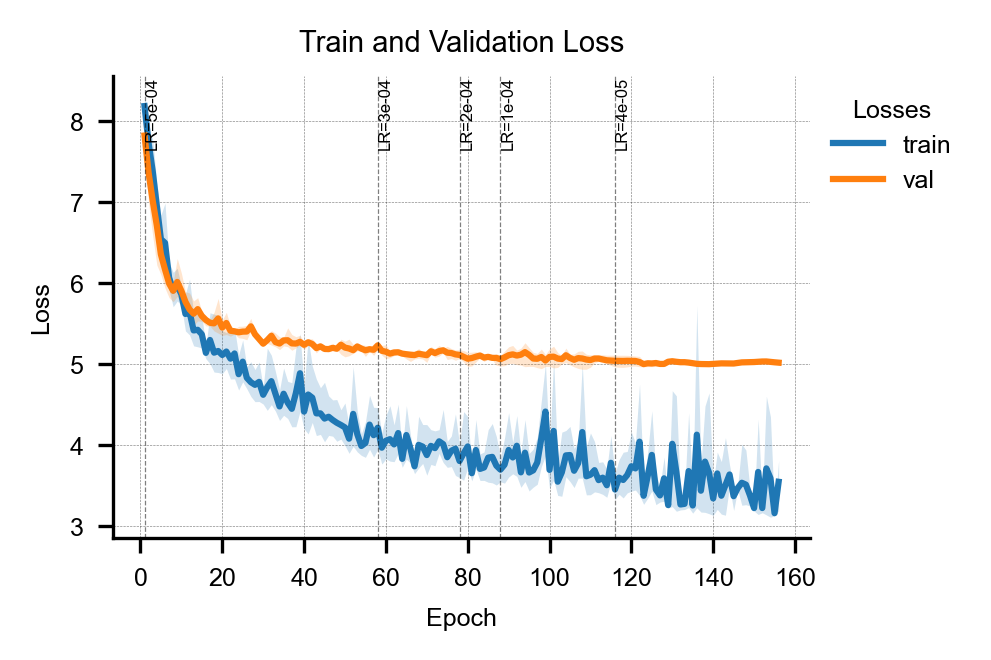 Train and Validation Loss
LR=5e-04
LR=3e-04
LR=2e-04
LR=1e-04
LR=4e-05
Losses
train
val
8
7
6
5
4
3
Loss
0 20 40 60 80 100 120 140 160
Epoch